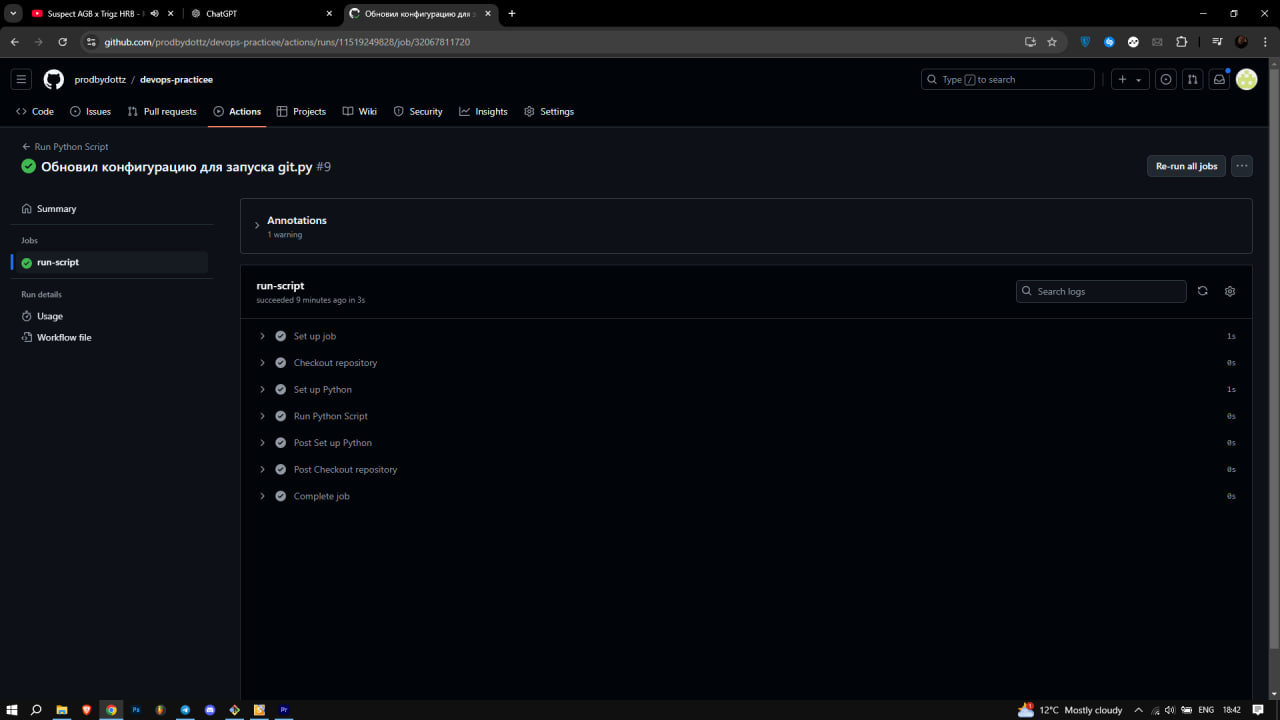 Suspect AGB x Trigz HRB -
ChatGPT
Обновил конфигурацию для
github.com/prodbydottz/devops-practicee/actions/runs/11519249828/job/32067811720
prodbydottz / devops-practicee
Type / to search
Code Issues Pull requests Actions Projects Wiki Security Insights Settings
Run Python Script
Обновил конфигурацию для запуска git.py #9
Re-run all jobs
Summary
Jobs
run-script
Run details
Usage
Workflow file
Annotations
1 warning
run-script
succeeded 9 minutes ago in 3s
Search logs
Set up job 1s
Checkout repository 0s
Set up Python 1s
Run Python Script 0s
Post Set up Python 0s
Post Checkout repository 0s
Complete job 0s
Ps
Pr
12°C Mostly cloudy
ENG
18:42